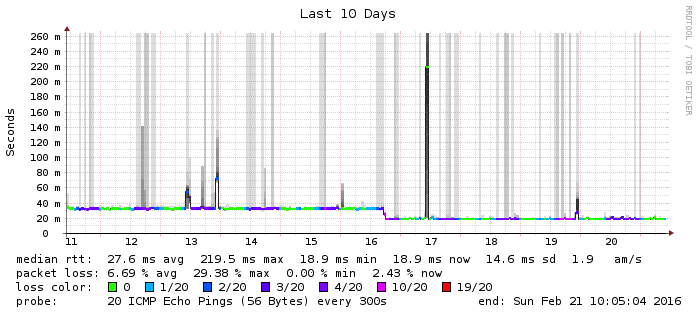 Last 10 Days
RRDTOOL / TOBI OETIKER
Seconds
260 m
240 m
220 m
200 m
180 m
160 m
140 m
120 m
100 m
80 m
60 m
40 m
20 m
0
11 12 13 14 15 16 17 18 19 20
median rtt: 27.6 ms avg 219.5 ms max 18.9 ms min 18.9 ms now 14.6 ms sd 1.9 am/s
packet loss: 6.69 % avg 29.38 % max 0.00 % min 2.43 % now
loss color: 0 1/20 2/20 3/20 4/20 10/20 19/20
probe: 20 ICMP Echo Pings (56 Bytes) every 300s end: Sun Feb 21 10:05:04 2016